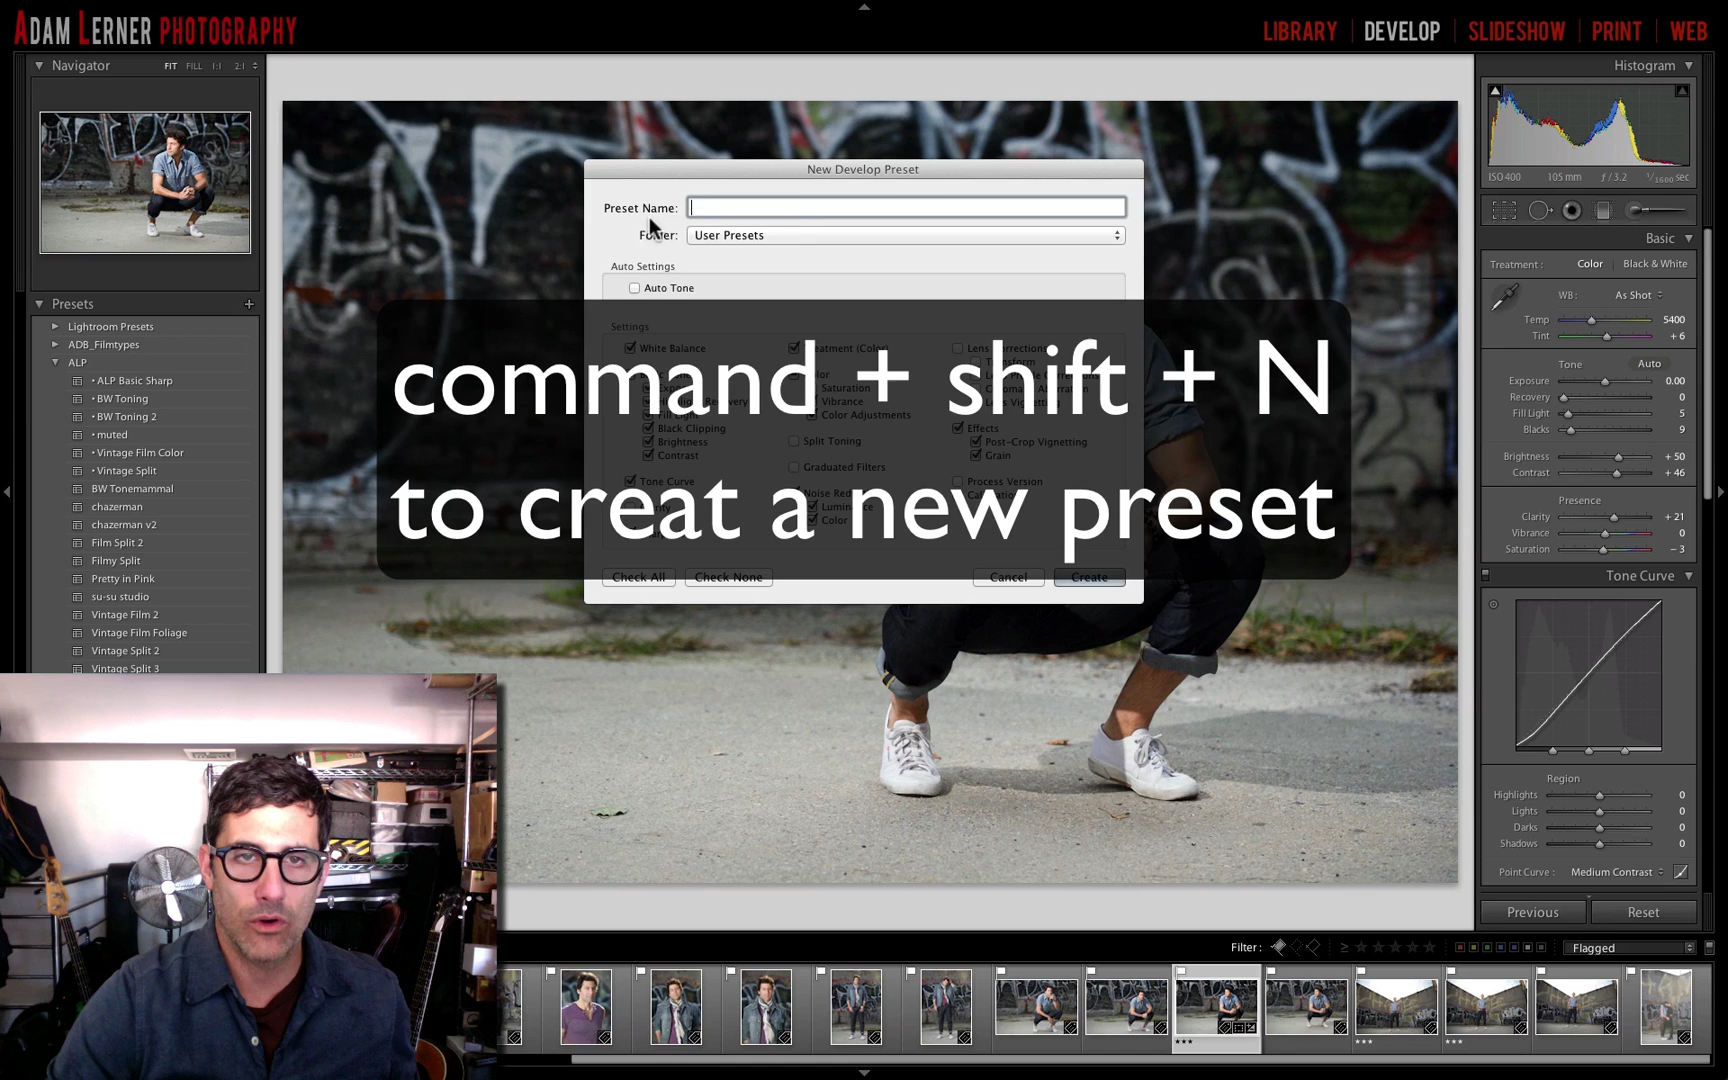 ADAM LERNER PHOTOGRAPHY
LIBRARY | DEVELOP | SLIDESHOW | PRINT | WEB
Navigator FIT FILL 1:1 2:1
Presets +
Lightroom Presets
ADB_Filmtypes
ALP
• ALP Basic Sharp
• BW Toning
• BW Toning 2
• muted
• Vintage Film Color
• Vintage Split
BW Tonemammal
chazerman
chazerman v2
Film Split 2
Filmy Split
Pretty in Pink
su-su studio
Vintage Film 2
Vintage Film Foliage
Vintage Split 2
Vintage Split 3
New Develop Preset
Preset Name:
User Presets
Auto Settings
Auto Tone
Settings
White Balance
Black Clipping
Brightness
Contrast
Tone Curve
Saturation
Vibrance
Color Adjustments
Split Toning
Graduated Filters
Color
Effects
Post-Crop Vignetting
Grain
Process Version
command + shift + N
to creat a new preset
Check All Check None Cancel Create
Histogram
ISO 400 105 mm ƒ / 3.2 1/1600 sec
Basic
Treatment : Color | Black & White
WB : As Shot
Temp 5400
Tint + 6
Tone Auto
Exposure 0.00
Recovery 0
Fill Light 5
Blacks 9
Brightness + 50
Contrast + 46
Presence
Clarity + 21
Vibrance 0
Saturation − 3
Tone Curve
Region
Highlights 0
Lights 0
Darks 0
Shadows 0
Point Curve : Medium Contrast
Previous Reset
Filter : Flagged